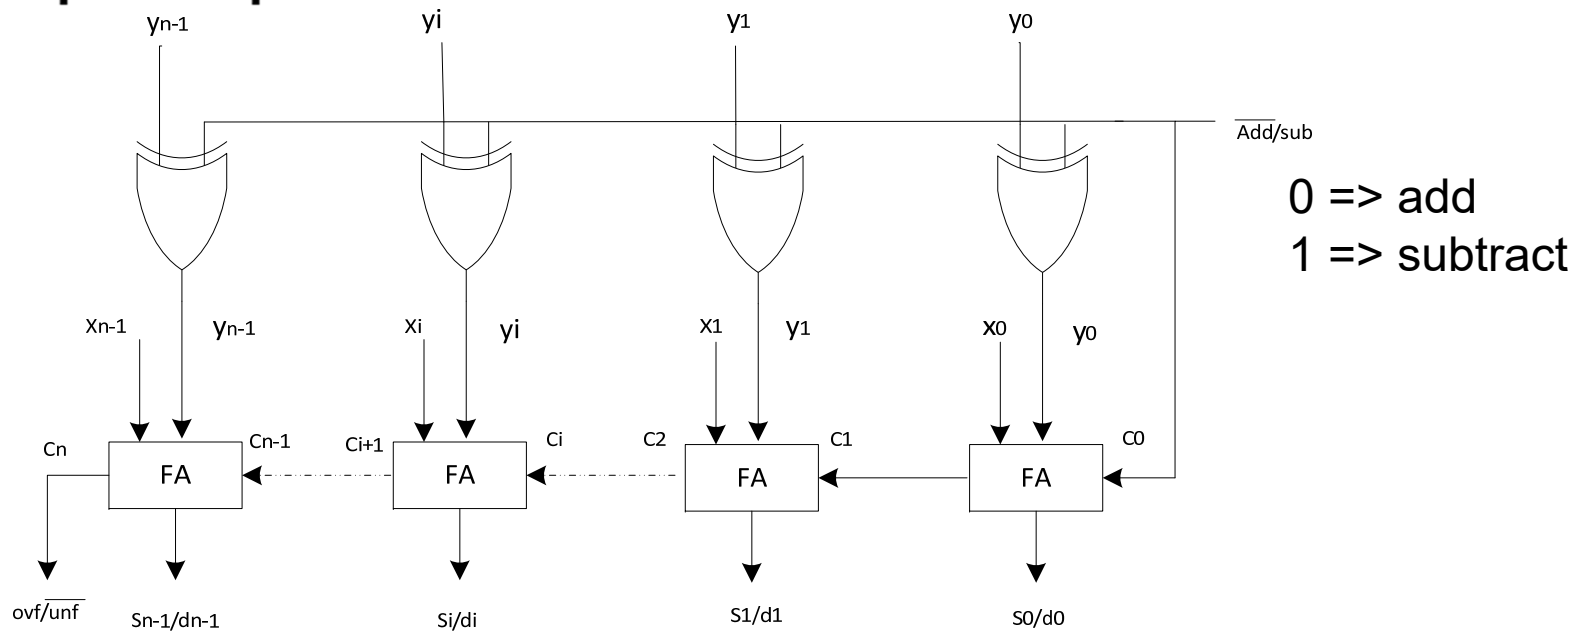 yn-1 yi y1 y0
Add/sub
0 => add
1 => subtract
xn-1 yn-1 xi yi x1 y1 x0 y0
Cn Cn-1 Ci+1 Ci C2 C1 C0
FA FA FA FA
ovf/unf Sn-1/dn-1 Si/di S1/d1 S0/d0